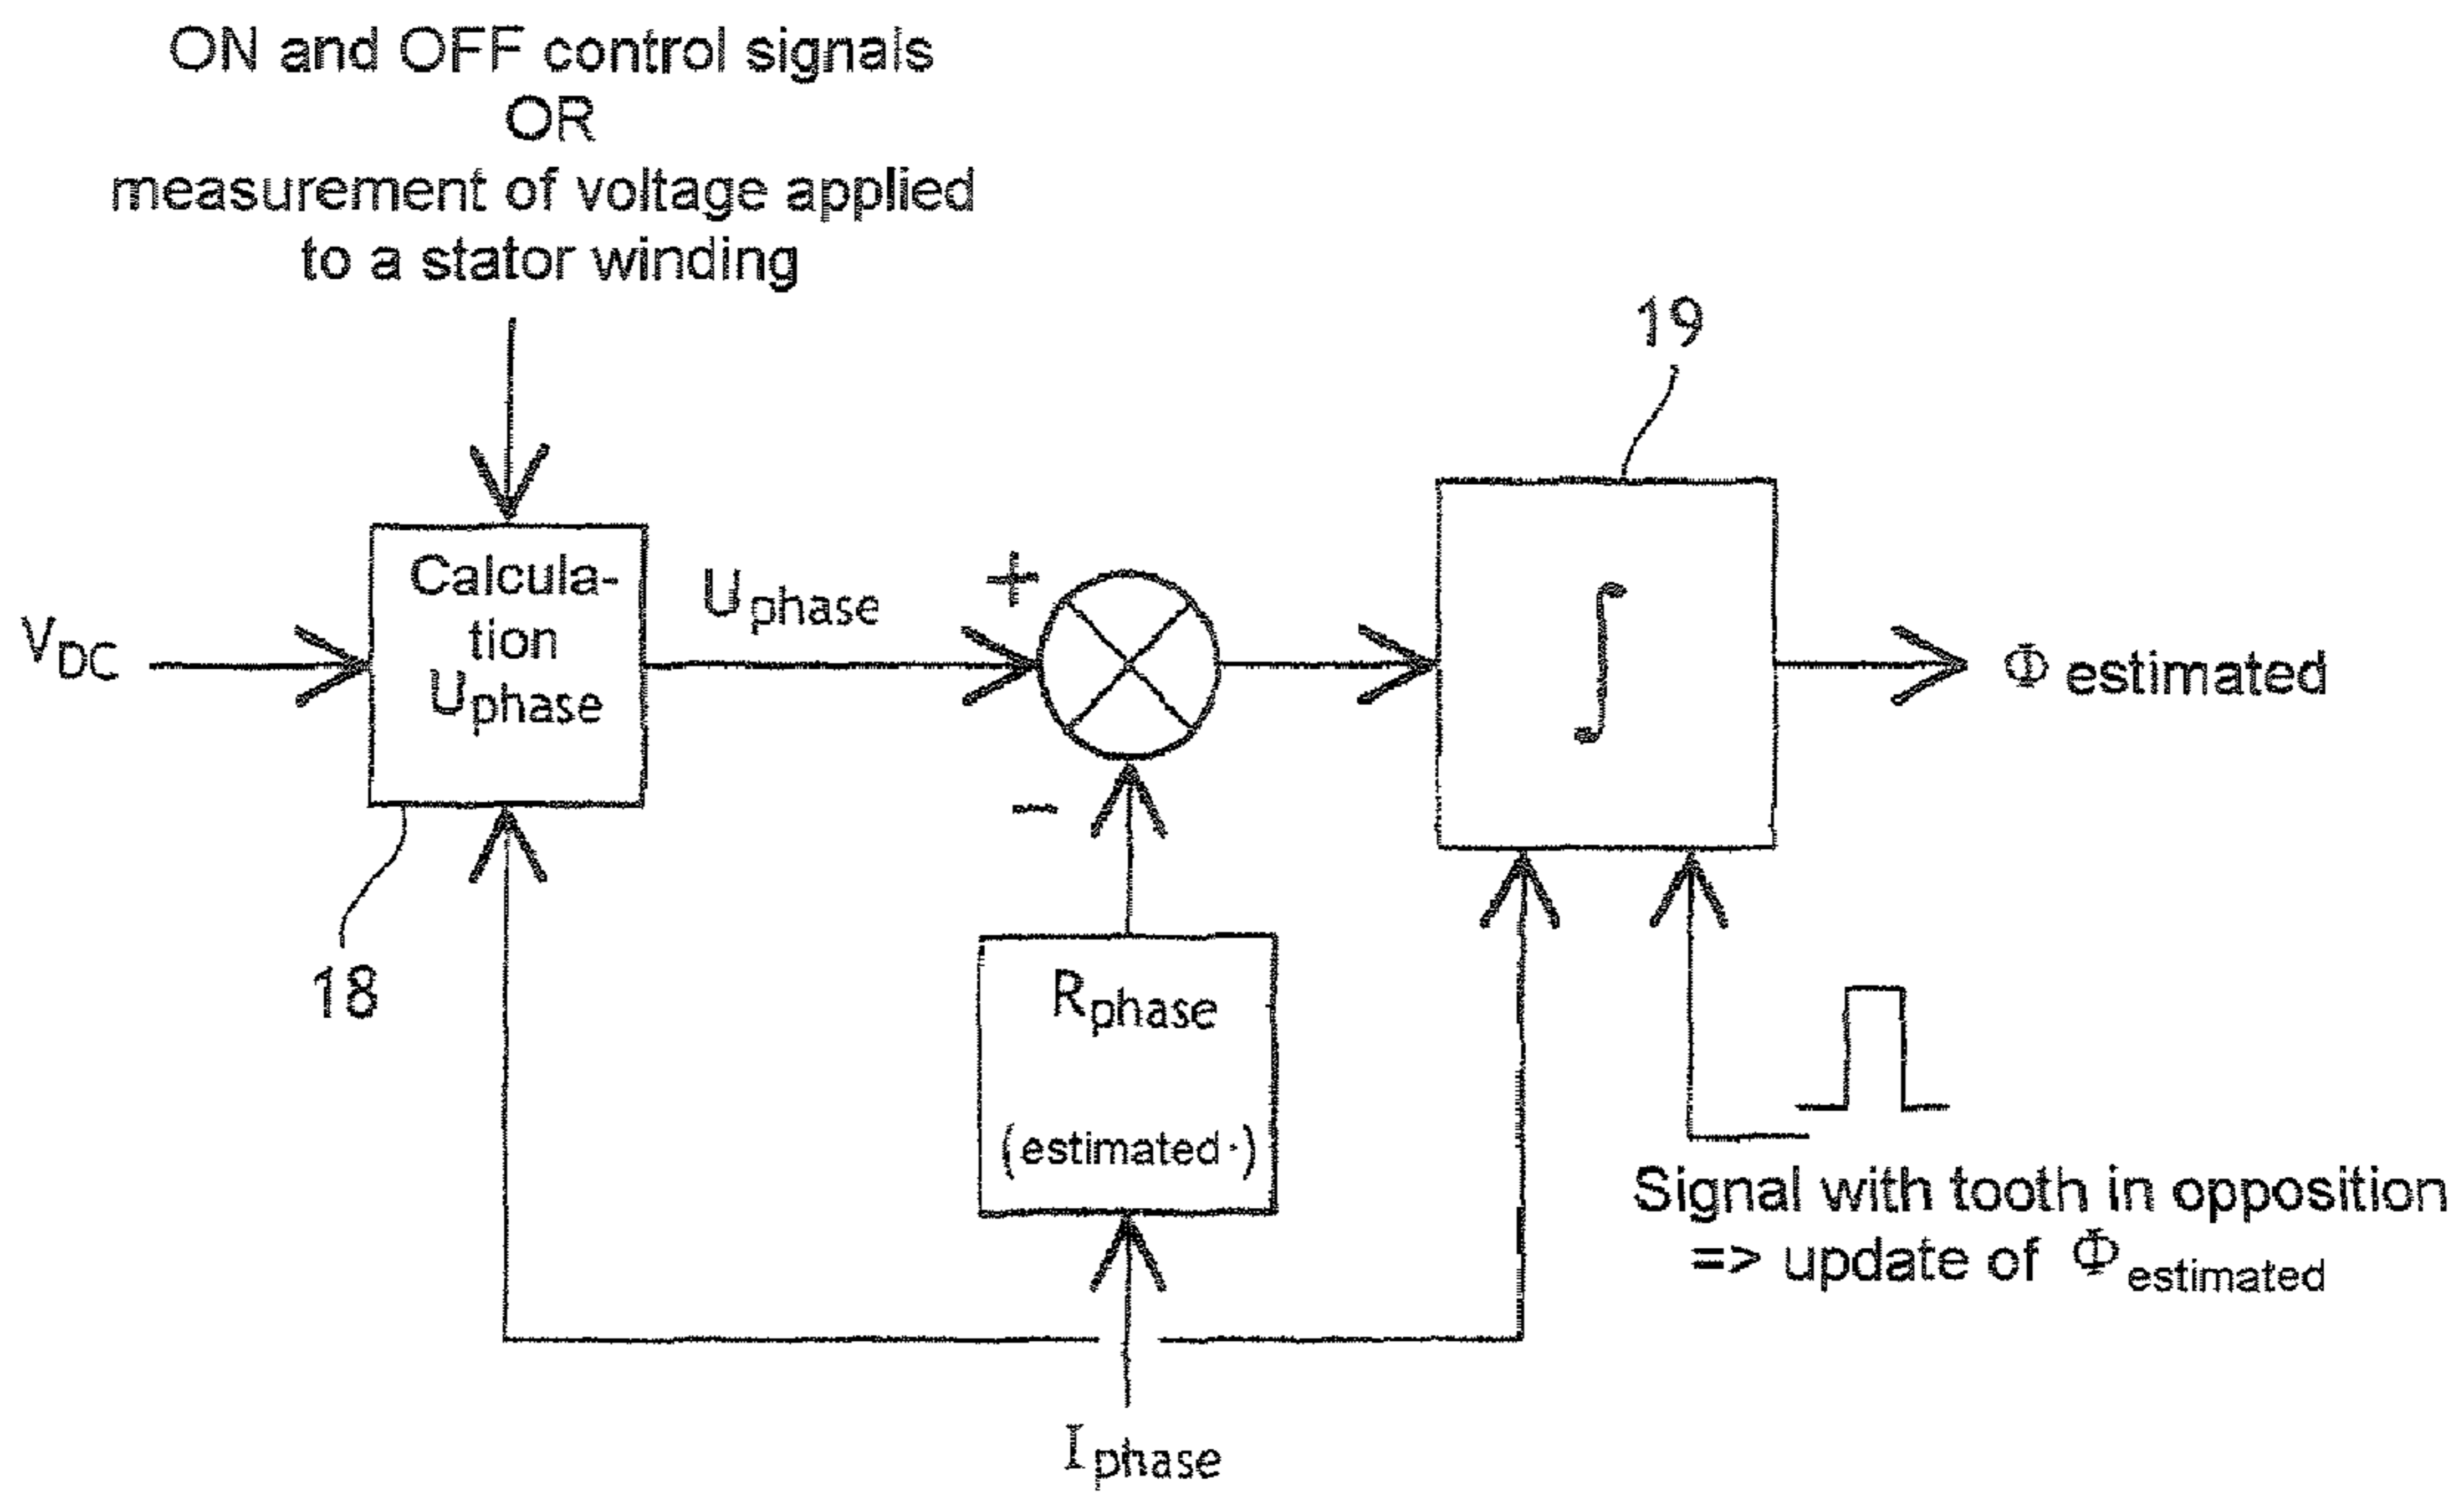 ON and OFF control signals
OR
measurement of voltage applied
to a stator winding
19
Calcula-
tion
Uphase
Uphase
+
VDC
∫
Φ estimated
−
18
Rphase
(estimated·)
Signal with tooth in opposition
=> update of Φestimated
Iphase